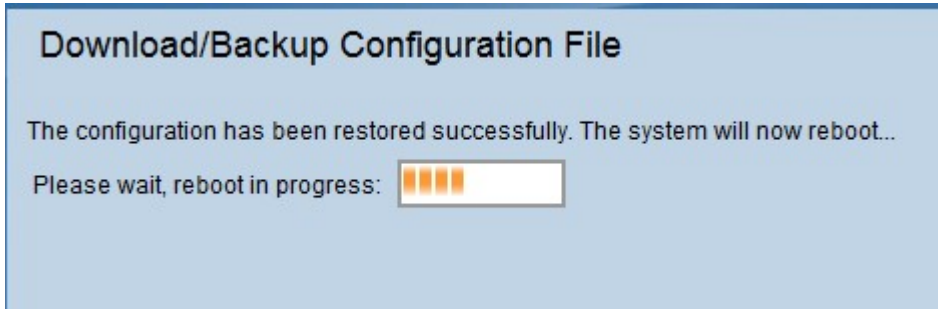 Download/Backup Configuration File
The configuration has been restored successfully. The system will now reboot...
Please wait, reboot in progress: